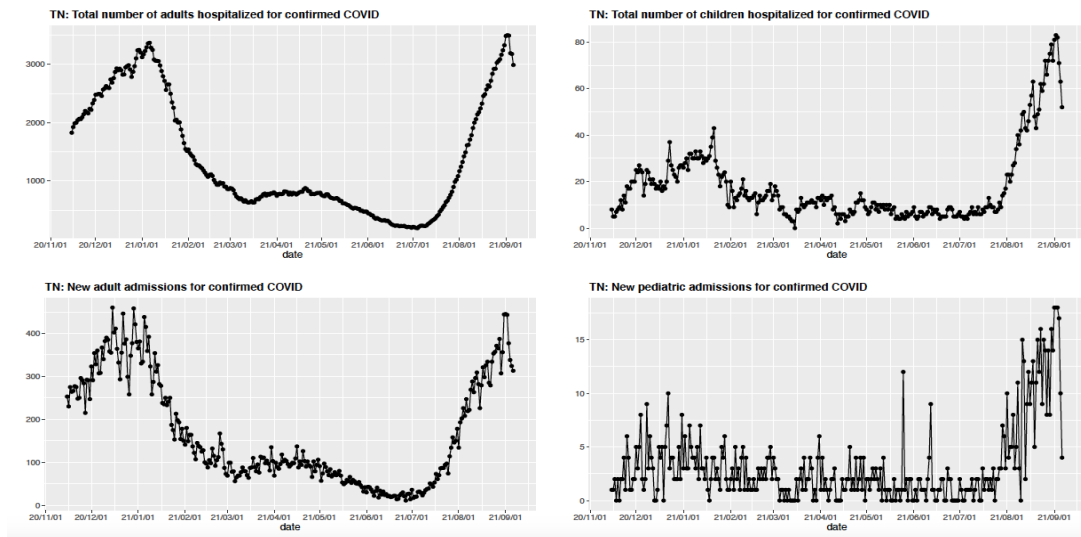 TN: Total number of adults hospitalized for confirmed COVID
3000
2000
1000
20/11/01 20/12/01 21/01/01 21/02/01 21/03/01 21/04/01 21/05/01 21/06/01 21/07/01 21/08/01 21/09/01
date
TN: Total number of children hospitalized for confirmed COVID
80
60
40
20
0
20/11/01 20/12/01 21/01/01 21/02/01 21/03/01 21/04/01 21/05/01 21/06/01 21/07/01 21/08/01 21/09/01
date
TN: New adult admissions for confirmed COVID
400
300
200
100
0
20/11/01 20/12/01 21/01/01 21/02/01 21/03/01 21/04/01 21/05/01 21/06/01 21/07/01 21/08/01 21/09/01
date
TN: New pediatric admissions for confirmed COVID
15
10
5
0
20/11/01 20/12/01 21/01/01 21/02/01 21/03/01 21/04/01 21/05/01 21/06/01 21/07/01 21/08/01 21/09/01
date